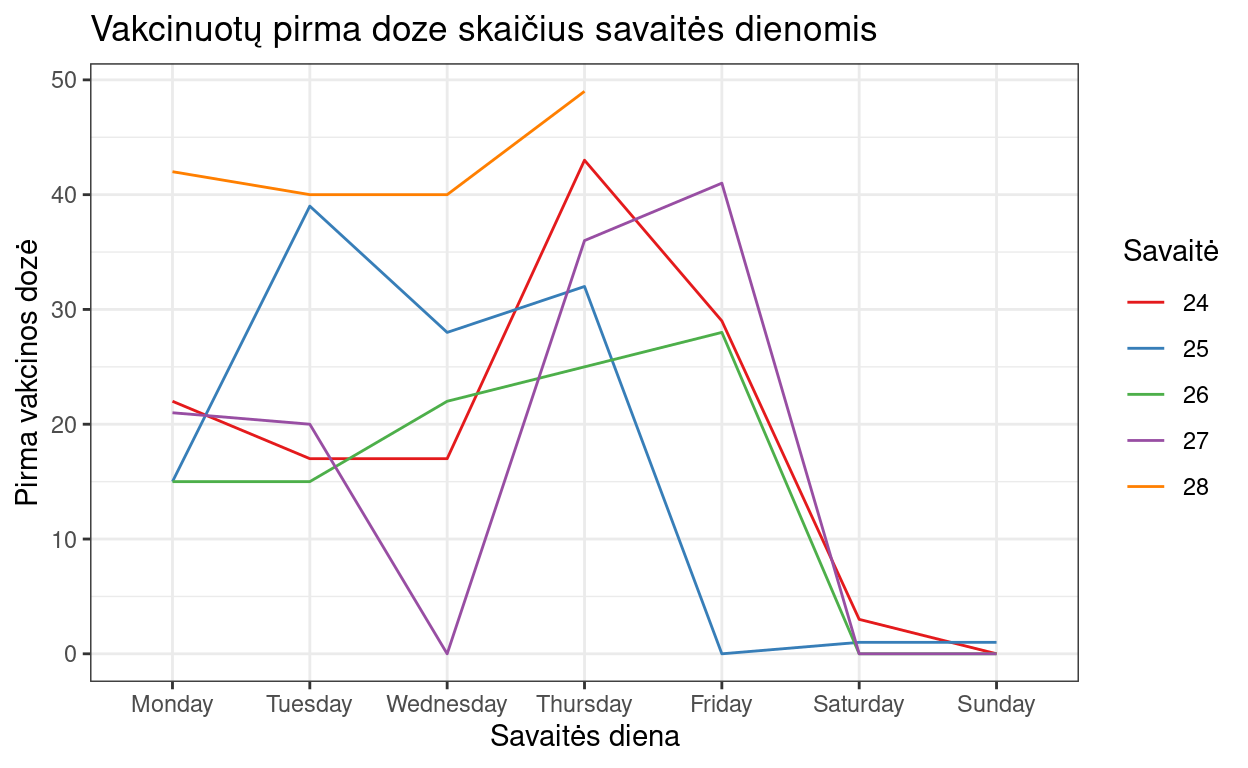 Vakcinuotų pirma doze skaičius savaitės dienomis
Pirma vakcinos dozė
50
40
30
20
10
0
Monday Tuesday Wednesday Thursday Friday Saturday Sunday
Savaitės diena
Savaitė
24
25
26
27
28